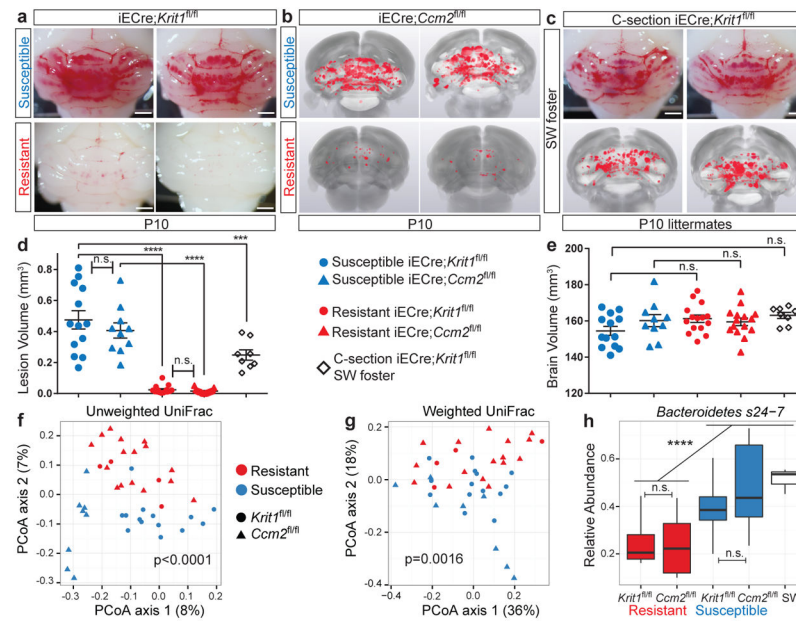 a iECre;Krit1fl/fl
b iECre;Ccm2fl/fl
c C-section iECre;Krit1fl/fl
Susceptible
Resistant
Susceptible
Resistant
SW foster
P10
P10
P10 littermates
d
Lesion Volume (mm³)
0.8
0.6
0.4
0.2
0.0
n.s.
****
****
***
n.s.
Susceptible iECre;Krit1fl/fl
Susceptible iECre;Ccm2fl/fl
Resistant iECre;Krit1fl/fl
Resistant iECre;Ccm2fl/fl
C-section iECre;Krit1fl/fl
SW foster
e
Brain Volume (mm³)
200
180
160
140
120
n.s.
n.s.
n.s.
f Unweighted UniFrac
PCoA axis 2 (7%)
0.2
0.1
0.0
-0.1
-0.2
-0.3
p<0.0001
-0.3 -0.2 -0.1 0.0 0.1 0.2
PCoA axis 1 (8%)
Resistant
Susceptible
Krit1fl/fl
Ccm2fl/fl
g Weighted UniFrac
PCoA axis 2 (18%)
0.2
0.0
-0.2
-0.4
p=0.0016
-0.4 -0.2 0.0 0.2
PCoA axis 1 (36%)
h Bacteroidetes s24-7
Relative Abundance
0.6
0.4
0.2
****
n.s.
n.s.
Krit1fl/fl Ccm2fl/fl Krit1fl/fl Ccm2fl/fl SW
Resistant Susceptible